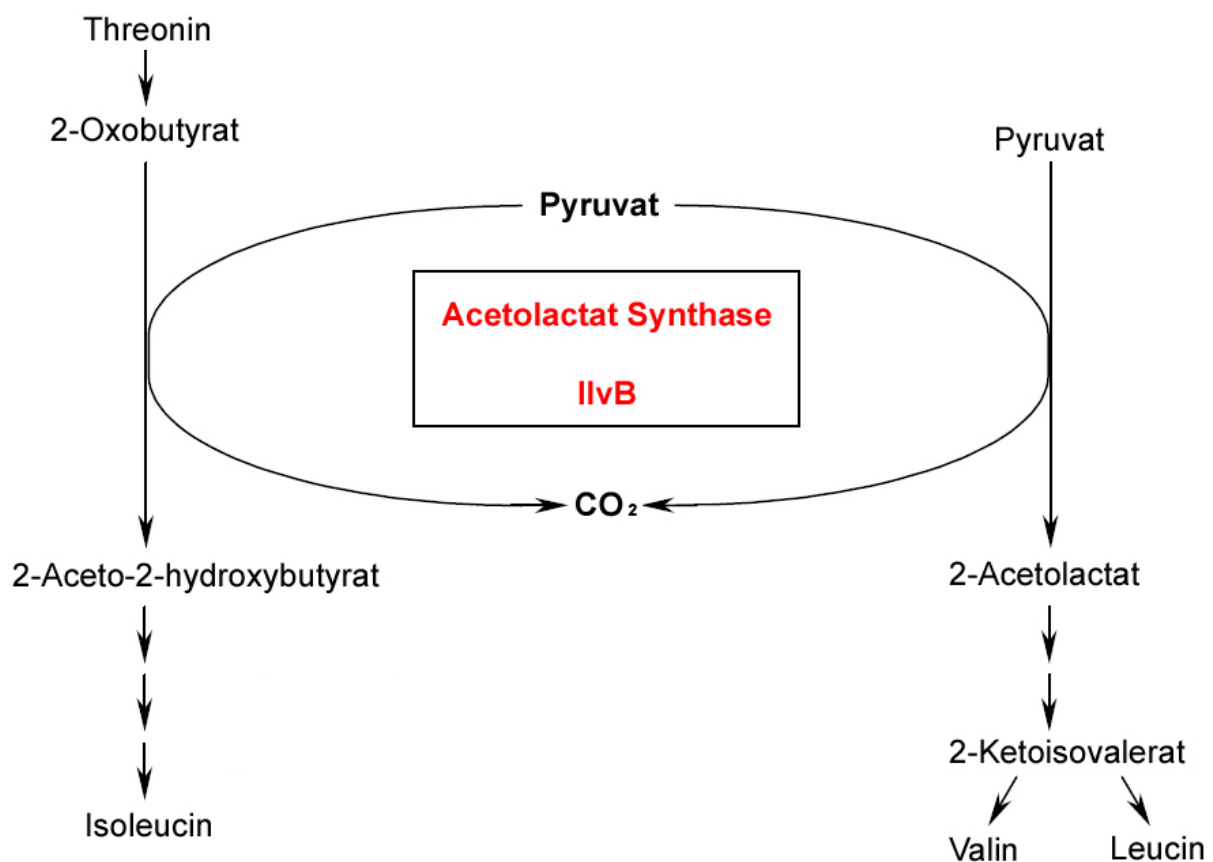 Threonin
2-Oxobutyrat
Pyruvat
Pyruvat
Acetolactat Synthase
IlvB
CO₂
2-Aceto-2-hydroxybutyrat
2-Acetolactat
2-Ketoisovalerat
Isoleucin
Valin
Leucin